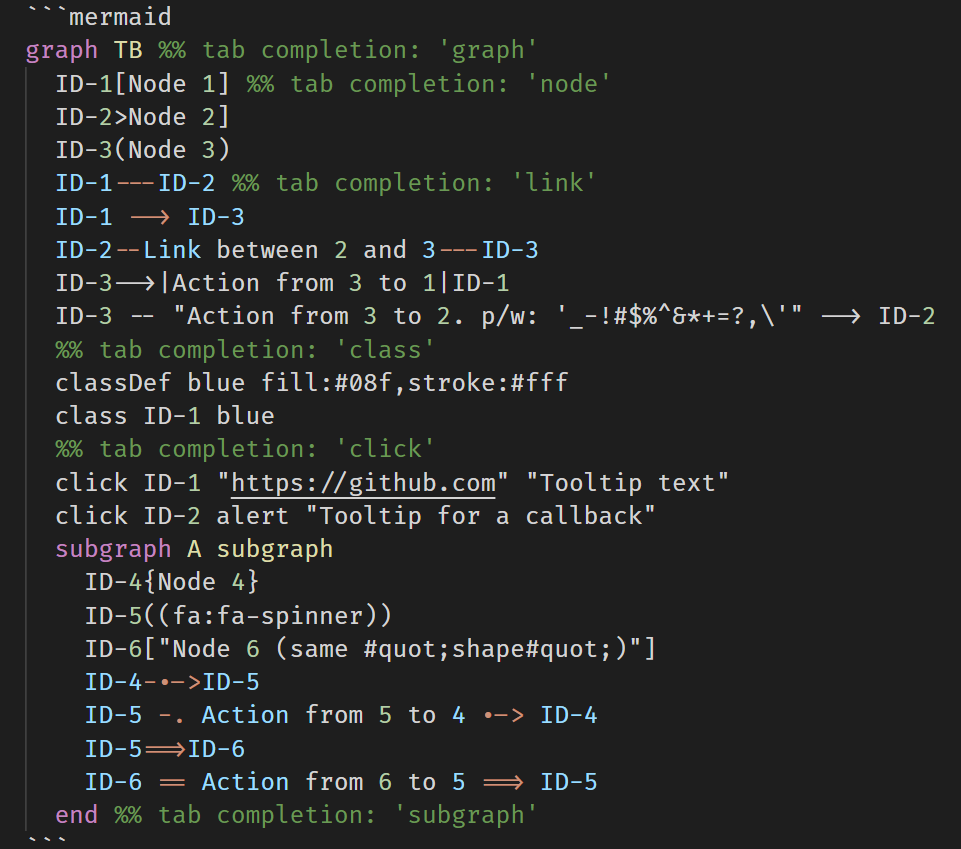 ```mermaid
graph TB %% tab completion: 'graph'
  ID-1[Node 1] %% tab completion: 'node'
  ID-2>Node 2]
  ID-3(Node 3)
  ID-1---ID-2 %% tab completion: 'link'
  ID-1 --> ID-3
  ID-2--Link between 2 and 3---ID-3
  ID-3-->|Action from 3 to 1|ID-1
  ID-3 -- "Action from 3 to 2. p/w: '_-!#$%^&*+=?,\'" --> ID-2
  %% tab completion: 'class'
  classDef blue fill:#08f,stroke:#fff
  class ID-1 blue
  %% tab completion: 'click'
  click ID-1 "https://github.com" "Tooltip text"
  click ID-2 alert "Tooltip for a callback"
  subgraph A subgraph
    ID-4{Node 4}
    ID-5((fa:fa-spinner))
    ID-6["Node 6 (same #quot;shape#quot;)"]
    ID-4-.->ID-5
    ID-5 -. Action from 5 to 4 .-> ID-4
    ID-5==>ID-6
    ID-6 == Action from 6 to 5 ==> ID-5
  end %% tab completion: 'subgraph'
```